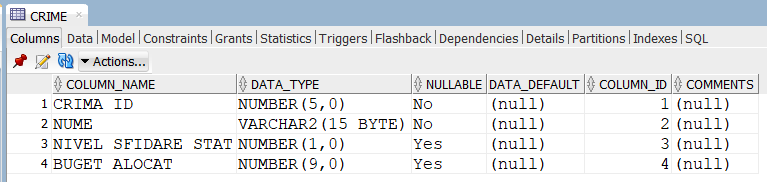 CRIME ×
Columns Data Model Constraints Grants Statistics Triggers Flashback Dependencies Details Partitions Indexes SQL
Actions...
COLUMN_NAME DATA_TYPE NULLABLE DATA_DEFAULT COLUMN_ID COMMENTS
1 CRIMA ID NUMBER(5,0) No (null) 1 (null)
2 NUME VARCHAR2(15 BYTE) No (null) 2 (null)
3 NIVEL SFIDARE STAT NUMBER(1,0) Yes (null) 3 (null)
4 BUGET ALOCAT NUMBER(9,0) Yes (null) 4 (null)